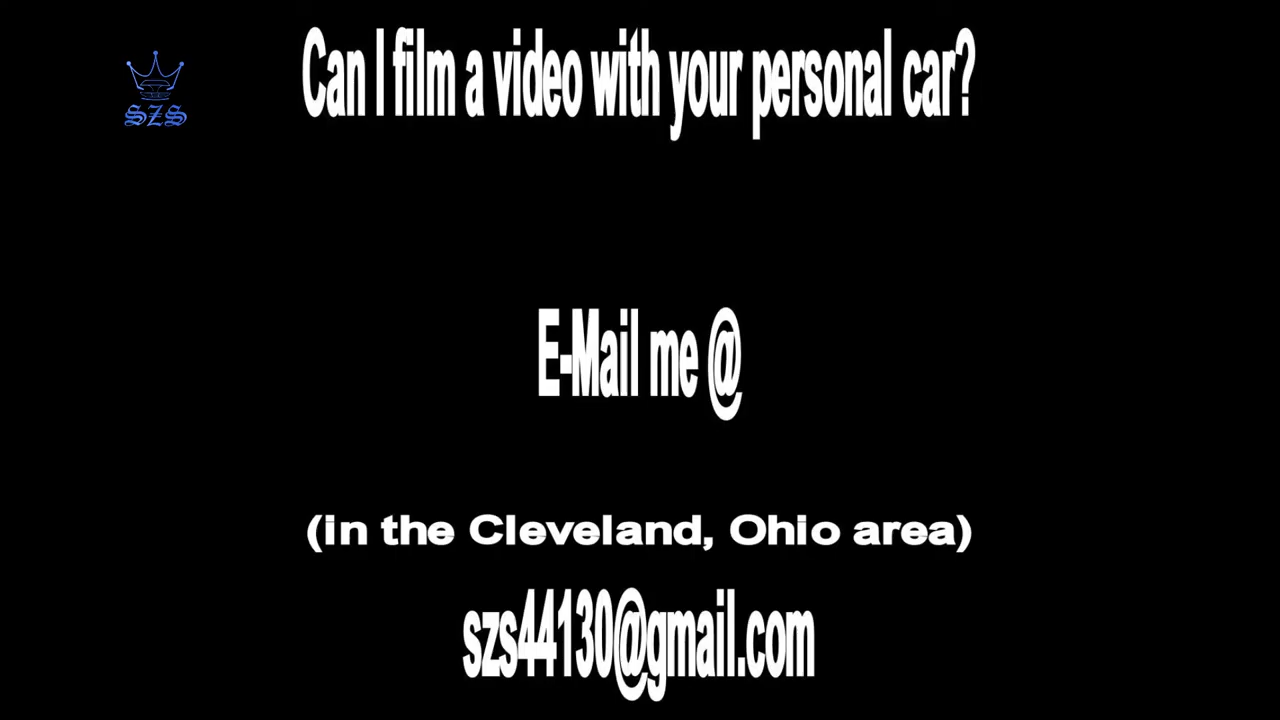 Can I film a video with your personal car?
SZS
E-Mail me @
(in the Cleveland, Ohio area)
szs44130@gmail.com